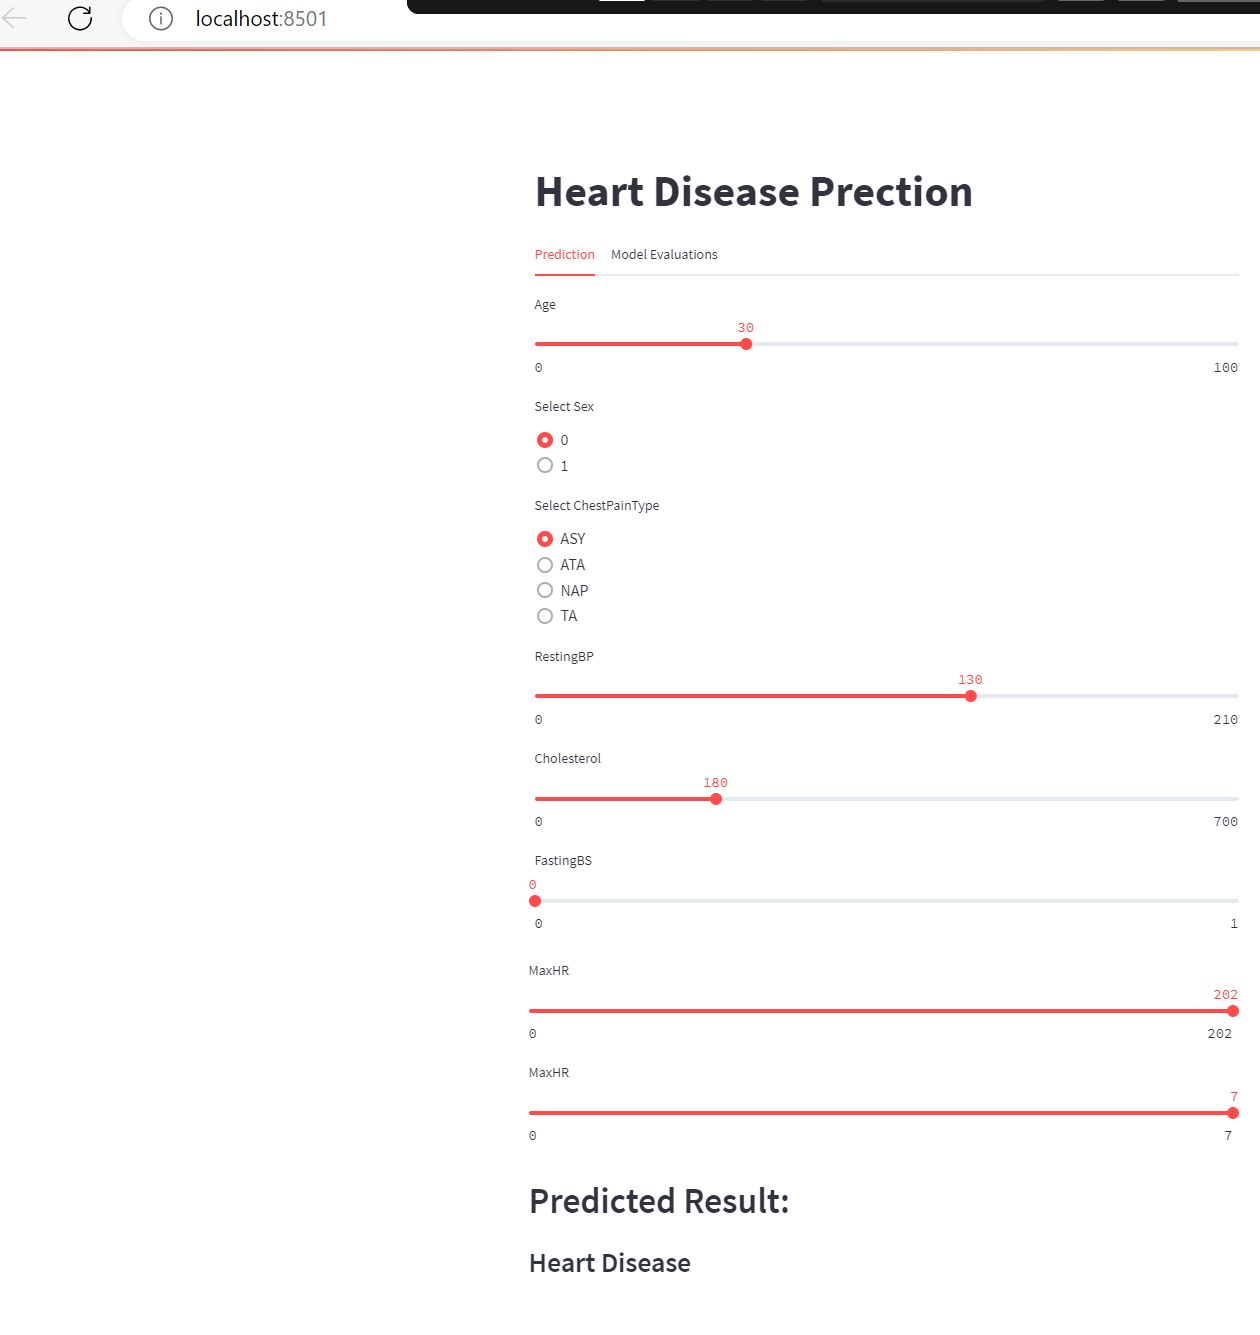 localhost:8501
Heart Disease Prection
Prediction Model Evaluations
Age
30
0 100
Select Sex
0
1
Select ChestPainType
ASY
ATA
NAP
TA
RestingBP
130
0 210
Cholesterol
180
0 700
FastingBS
0
0 1
MaxHR
202
0 202
MaxHR
7
0 7
Predicted Result:
Heart Disease